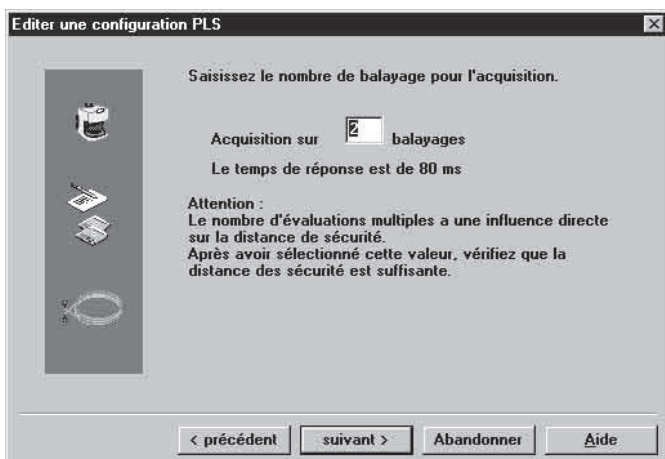 Editer une configuration PLS
Saisissez le nombre de balayage pour l'acquisition.
Acquisition sur 2 balayages
Le temps de réponse est de 80 ms
Attention :
Le nombre d'évaluations multiples a une influence directe
sur la distance de sécurité.
Après avoir sélectionné cette valeur, vérifiez que la
distance des sécurité est suffisante.
< précédent suivant > Abandonner Aide